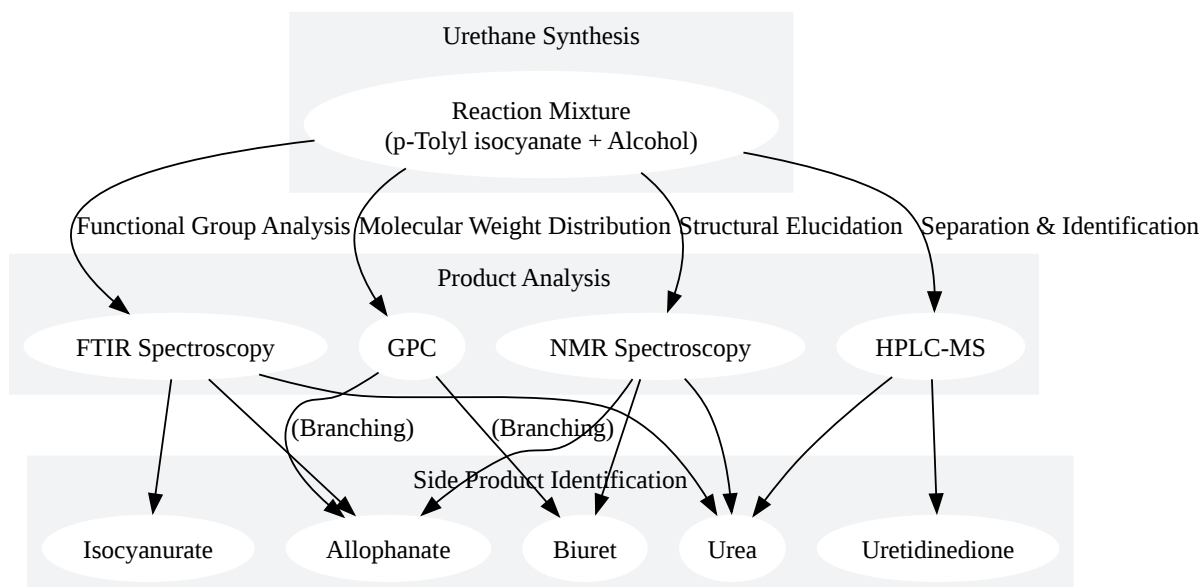 Urethane Synthesis
Reaction Mixture
(p-Tolyl isocyanate + Alcohol)
Functional Group Analysis
Molecular Weight Distribution
Structural Elucidation
Separation & Identification
Product Analysis
FTIR Spectroscopy
GPC
NMR Spectroscopy
HPLC-MS
(Branching)
(Branching)
Side Product Identification
Isocyanurate
Allophanate
Biuret
Urea
Uretidinedione